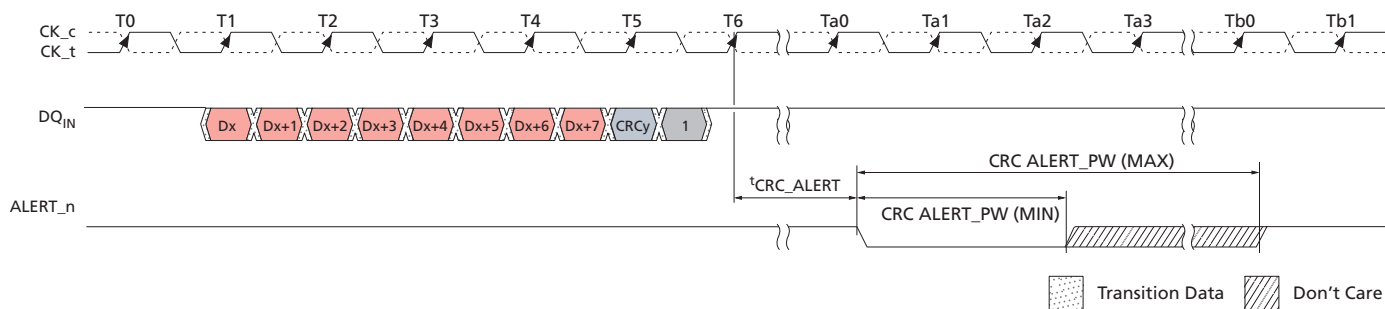 T0 T1 T2 T3 T4 T5 T6 Ta0 Ta1 Ta2 Ta3 Tb0 Tb1
CK_c
CK_t
DQIN
Dx Dx+1 Dx+2 Dx+3 Dx+4 Dx+5 Dx+6 Dx+7 CRCy 1
CRC ALERT_PW (MAX)
tCRC_ALERT
CRC ALERT_PW (MIN)
ALERT_n
Transition Data
Don't Care